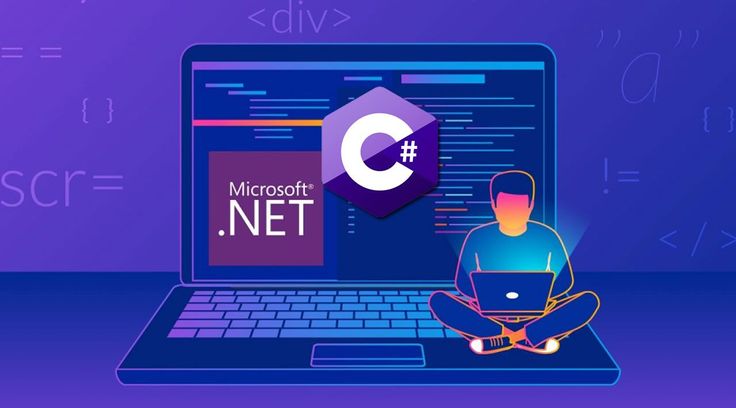 <div>
= =
,, a ,,
{ }
{ }
Microsoft®
.NET
C#
scr=
!=
</>